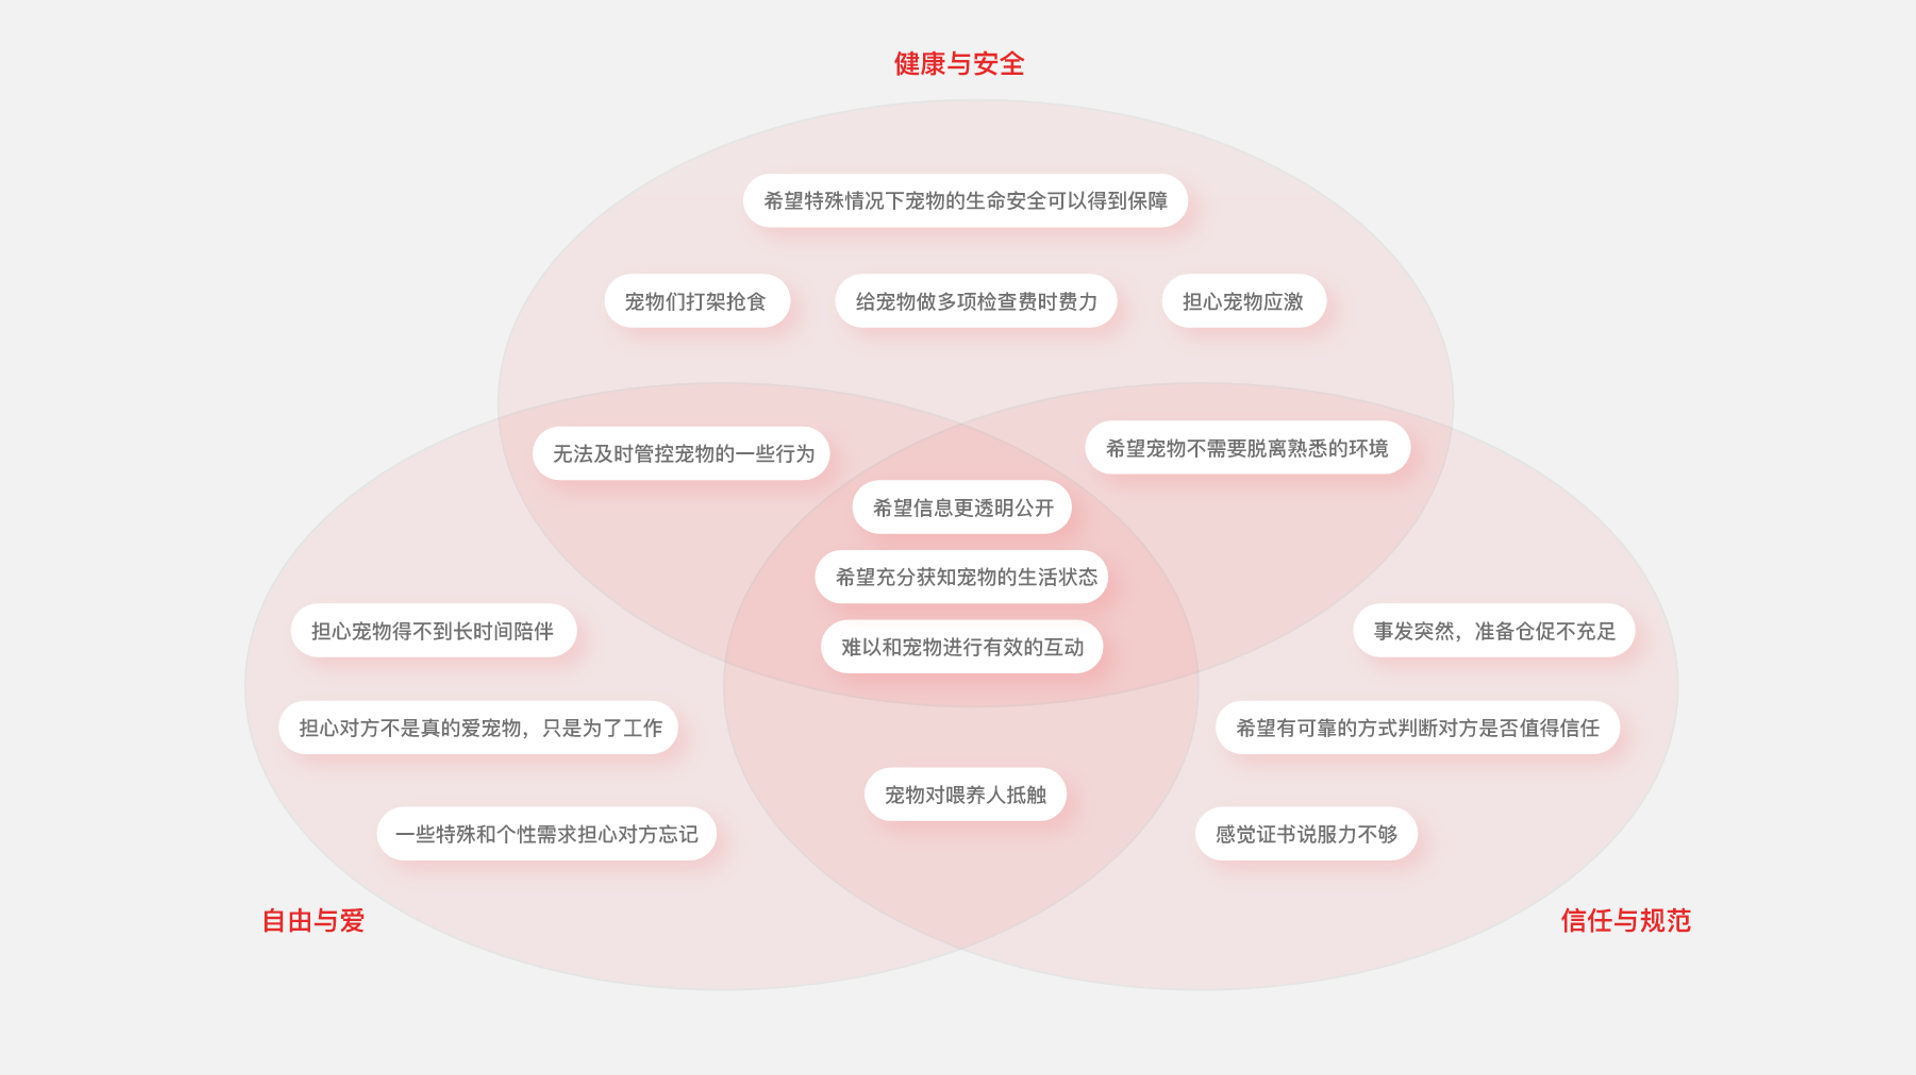 健康与安全
希望特殊情况下宠物的生命安全可以得到保障
宠物们打架抢食
给宠物做多项检查费时费力
担心宠物应激
无法及时管控宠物的一些行为
希望宠物不需要脱离熟悉的环境
希望信息更透明公开
希望充分获知宠物的生活状态
难以和宠物进行有效的互动
担心宠物得不到长时间陪伴
事发突然，准备仓促不充足
担心对方不是真的爱宠物，只是为了工作
希望有可靠的方式判断对方是否值得信任
宠物对喂养人抵触
一些特殊和个性需求担心对方忘记
感觉证书说服力不够
自由与爱
信任与规范